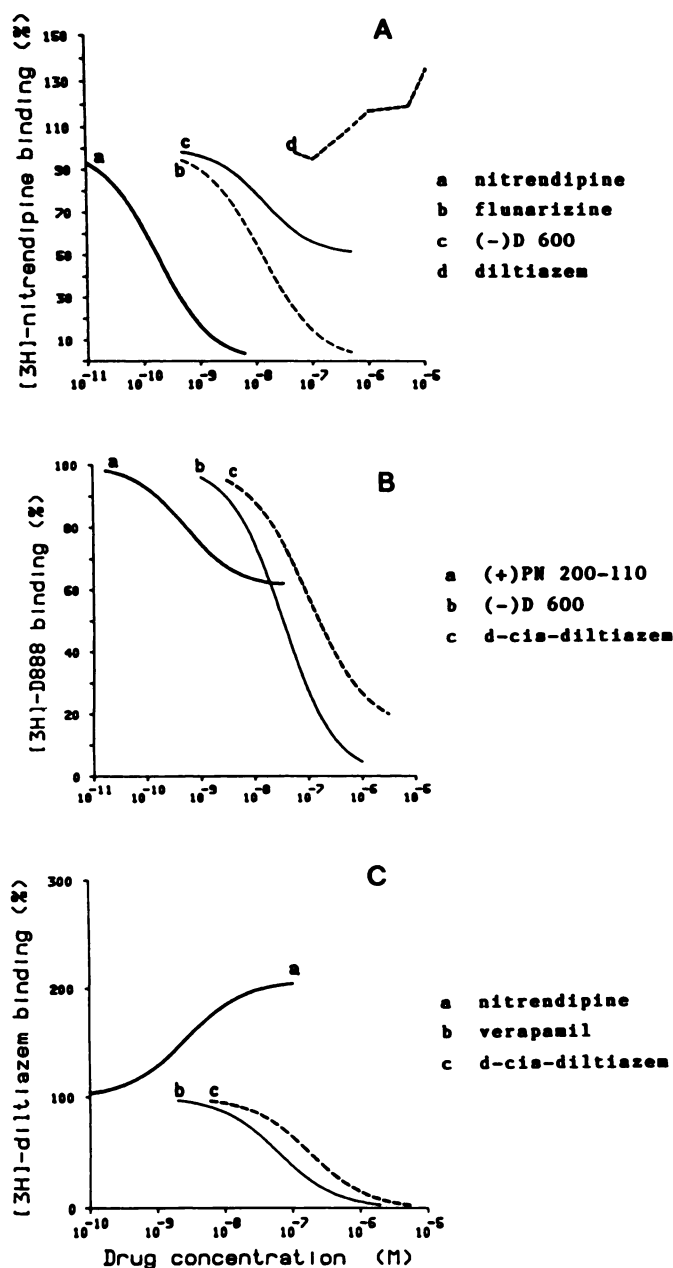 A
[3H]-nitrendipine binding (%)
150
130
110
90
70
50
30
10
a
b
c
d
10-11
10-10
10-9
10-8
10-7
10-6
10-5
a nitrendipine
b flunarizine
c (-)D 600
d diltiazem
B
[3H]-D888 binding (%)
100
80
60
40
20
0
a
b
c
10-11
10-10
10-9
10-8
10-7
10-6
10-5
a (+)PN 200-110
b (-)D 600
c d-cis-diltiazem
C
[3H]-diltiazem binding (%)
300
200
100
0
a
b
c
10-10
10-9
10-8
10-7
10-6
10-5
a nitrendipine
b verapamil
c d-cis-diltiazem
Drug concentration (M)